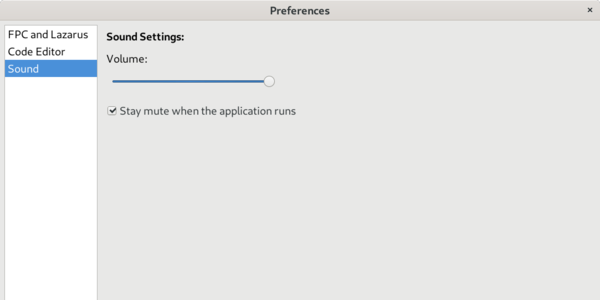 Preferences
FPC and Lazarus
Code Editor
Sound
Sound Settings:
Volume:
Stay mute when the application runs